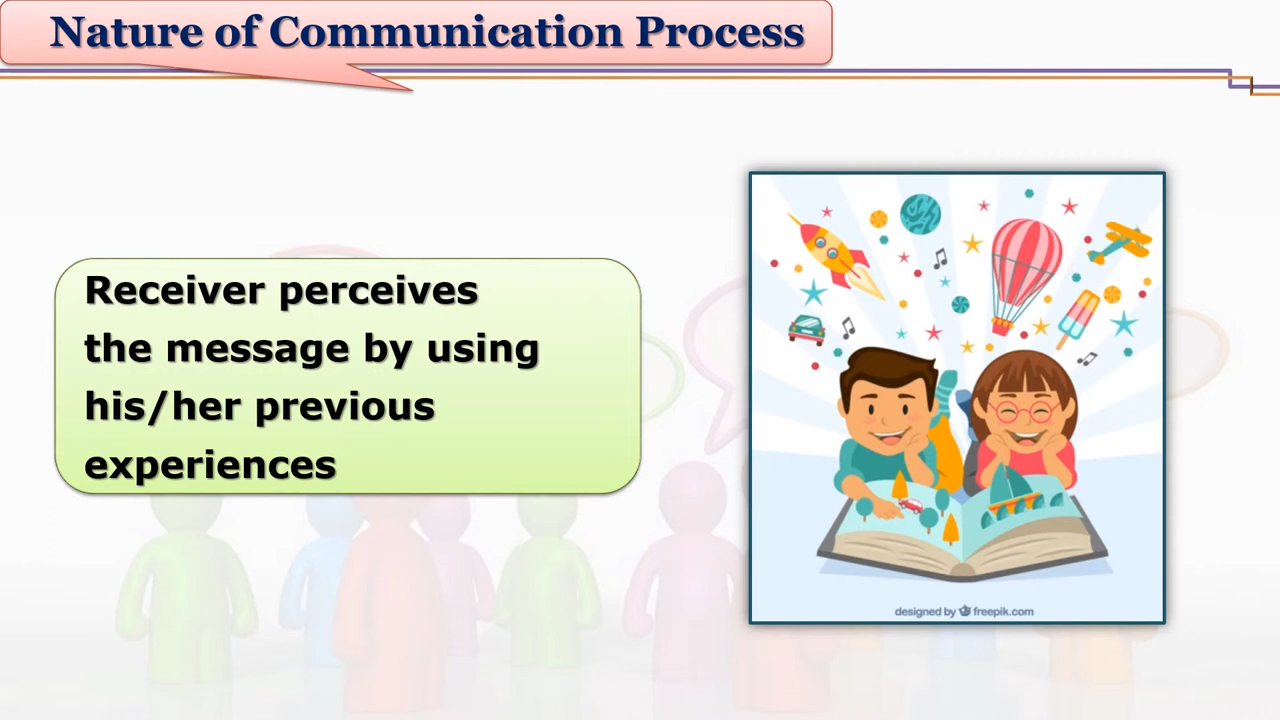 Nature of Communication Process
Receiver perceives
the message by using
his/her previous
experiences
designed by freepik.com